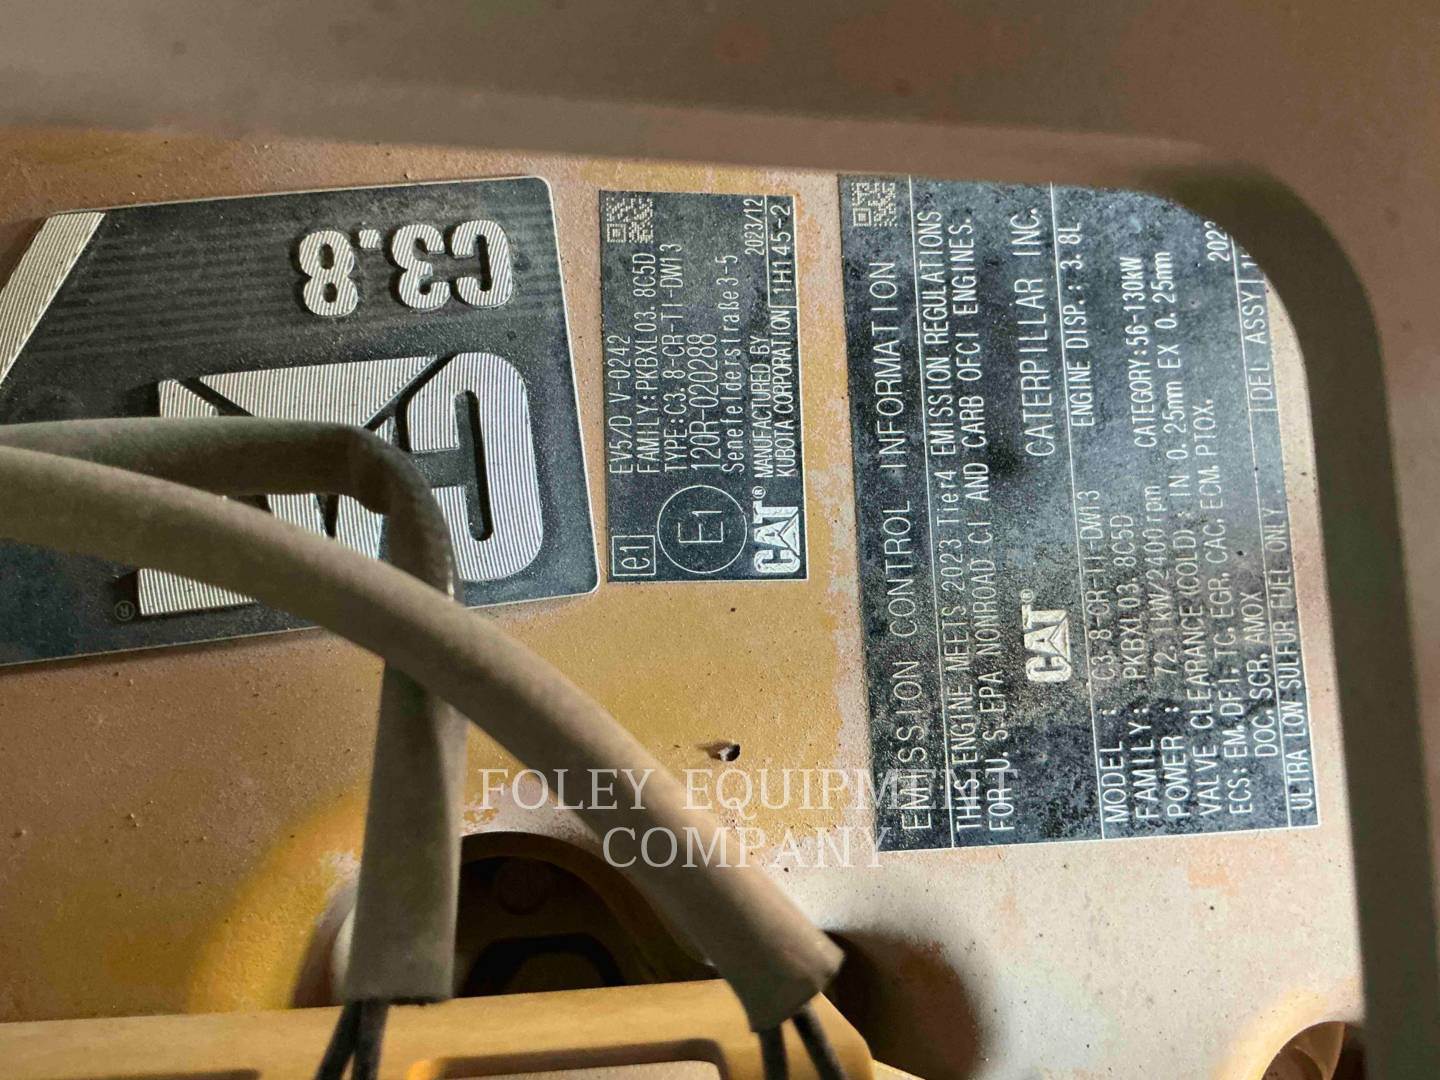 C3.8
CAT
®
e1
EV52D V-0242
FAMILY:PKBXL03.8C5D
TYPE:C3.8-CR-TI-DW13
E1
120R-020288
Senefelderstraße3-5
CAT®
MANUFACTURED BY
2023/12
KUBOTA CORPORATION
1H145-2
EMISSION CONTROL INFORMATION
THIS ENGINE MEETS 2023 Tier4 EMISSION REGULATIONS
FOR U.S. EPA NONROAD CI AND CARB OFCI ENGINES.
CAT®
CATERPILLAR INC.
MODEL : C3.8-CR-TI-DW13
ENGINE DISP.: 3.8L
FAMILY: PKBXL03.8C5D
POWER : 72.1kW/2400rpm
CATEGORY:56-130kW
VALVE CLEARANCE(COLD): IN 0.25mm EX 0.25mm
ECS: EM, DFI, TC, EGR, CAC, ECM, PTOX,
DOC, SCR, AMOX
ULTRA LOW SULFUR FUEL ONLY.
DEL ASSY
FOLEY EQUIPMENT
COMPANY